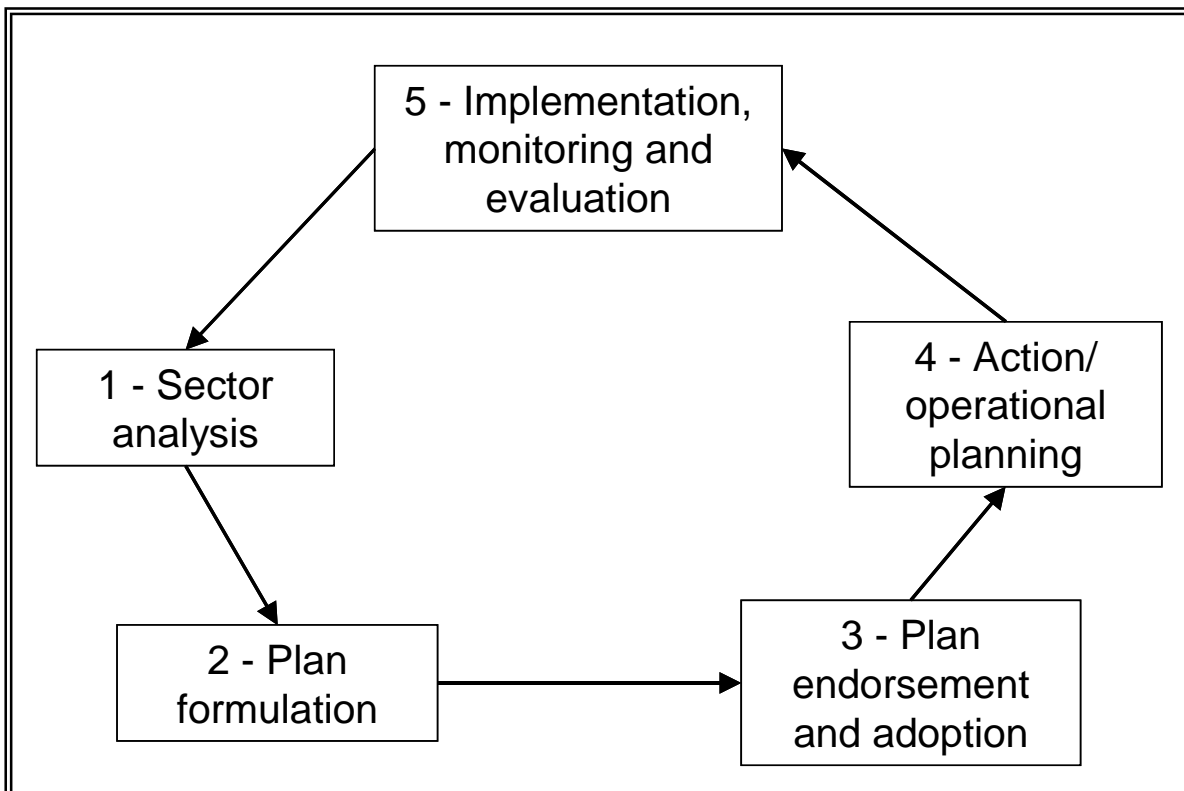 5 - Implementation,
monitoring and
evaluation
1 - Sector
analysis
4 - Action/
operational
planning
2 - Plan
formulation
3 - Plan
endorsement
and adoption